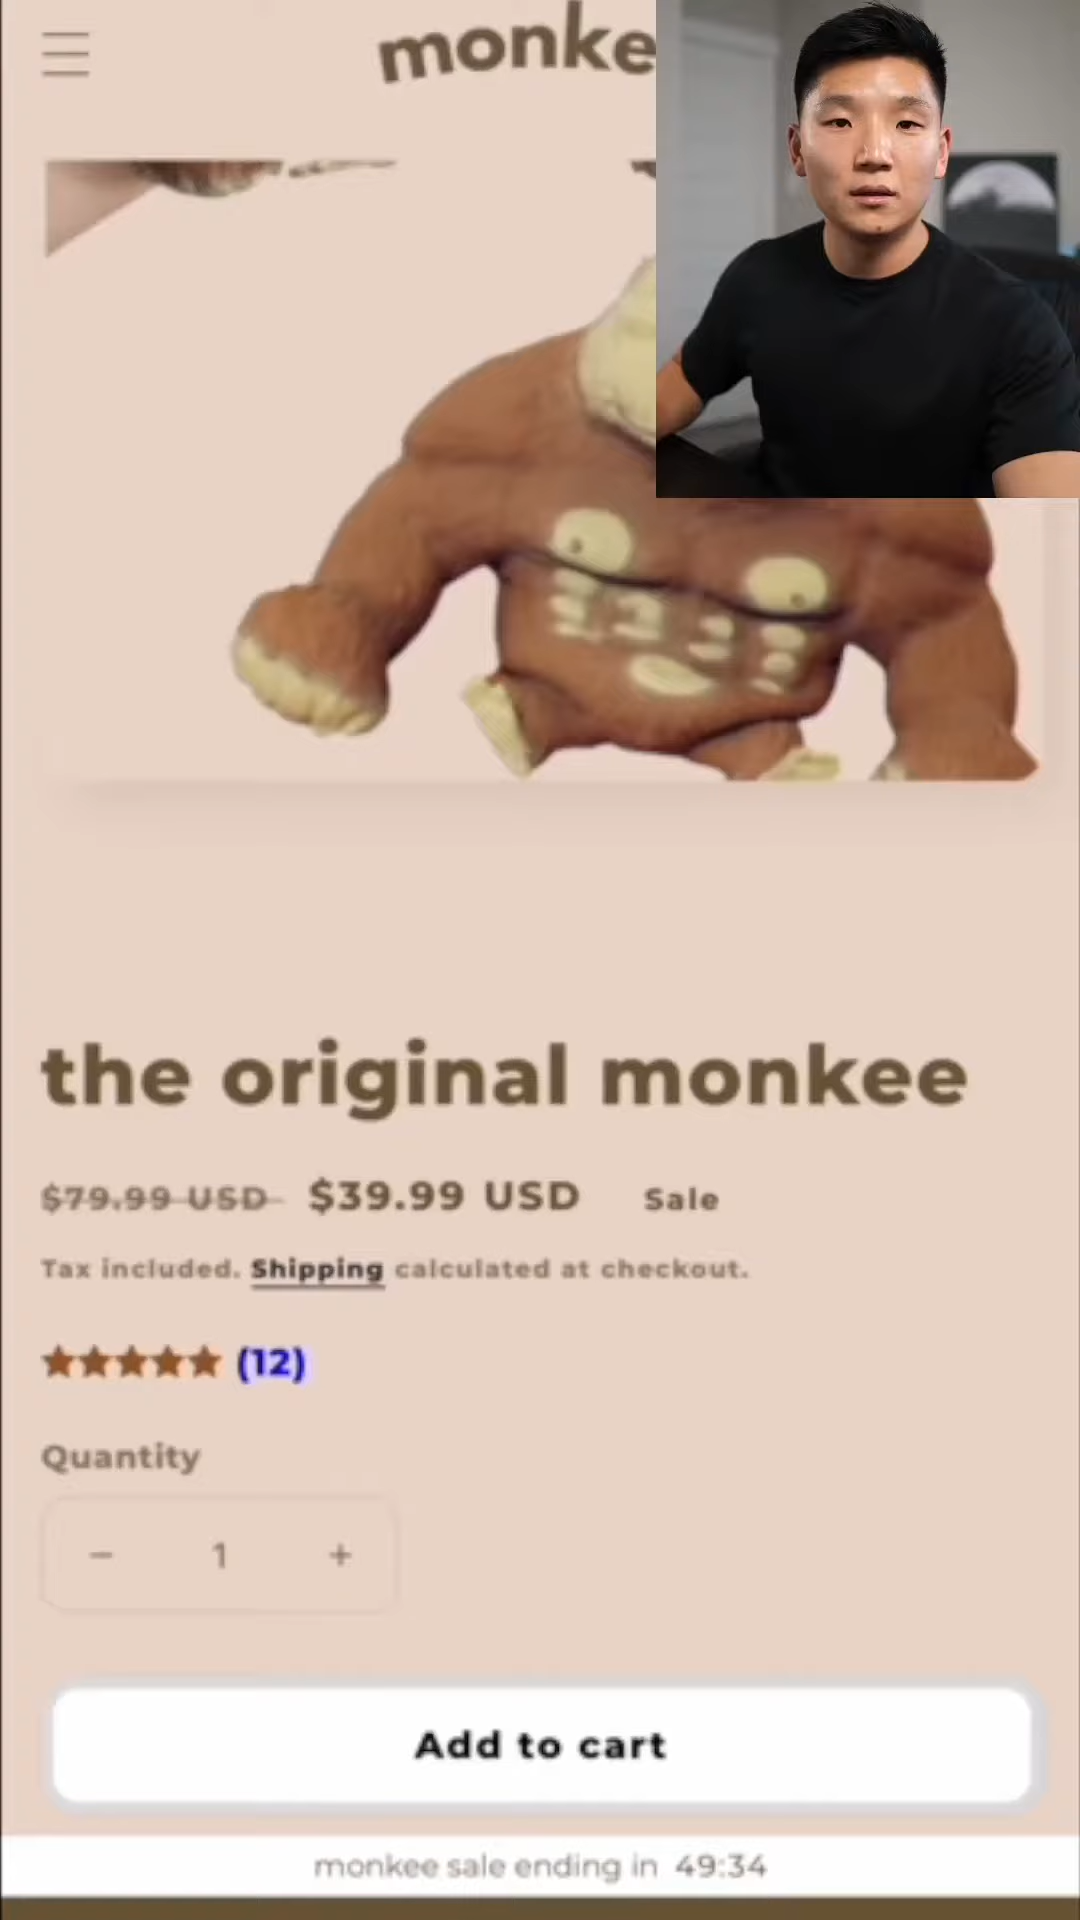 monke
the original monkee
$79.99 USD $39.99 USD Sale
Tax included. Shipping calculated at checkout.
(12)
Quantity
− 1 +
Add to cart
monkee sale ending in 49:34